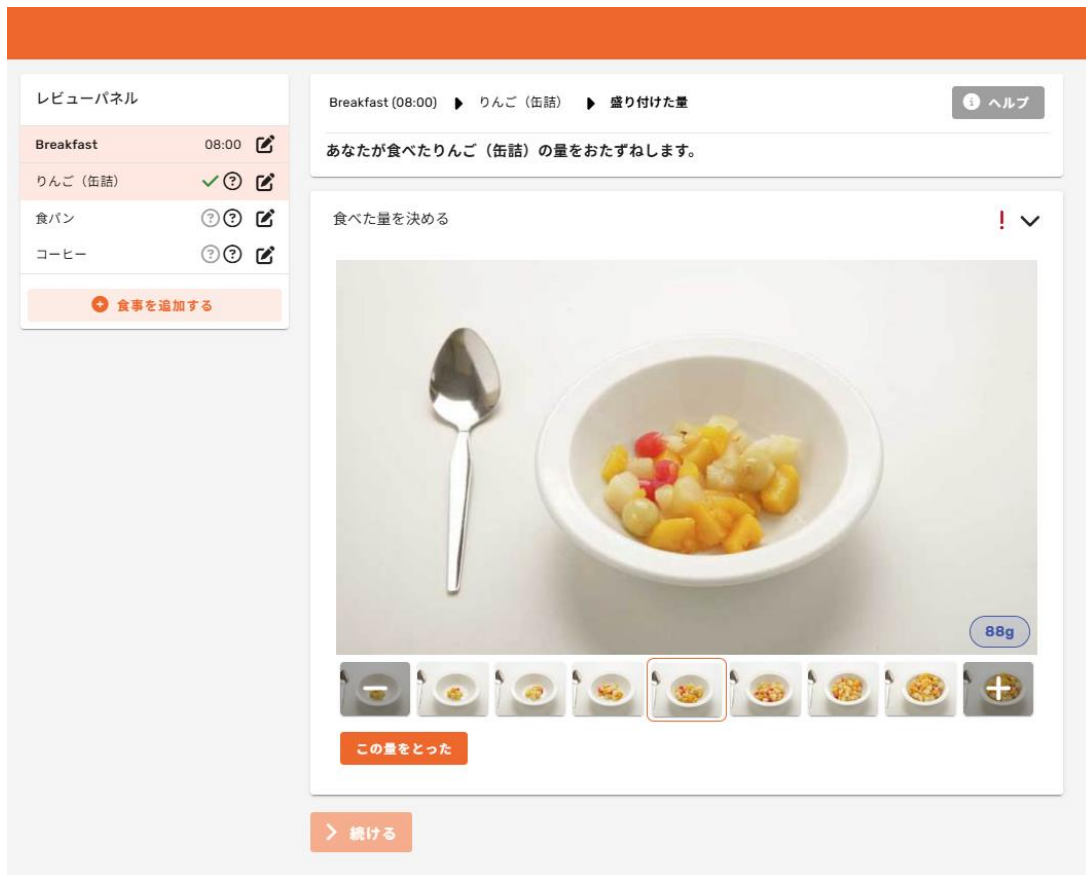 レビューパネル
Breakfast 08:00
りんご（缶詰）
食パン
コーヒー
食事を追加する
Breakfast (08:00) ▶ りんご（缶詰） ▶ 盛り付けた量
ヘルプ
あなたが食べたりんご（缶詰）の量をおたずねします。
食べた量を決める
88g
この量をとった
続ける